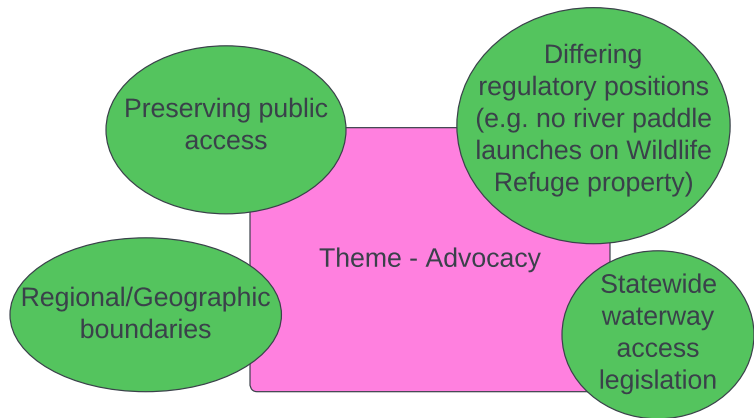 Preserving public
access
Differing
regulatory positions
(e.g. no river paddle
launches on Wildlife
Refuge property)
Theme - Advocacy
Regional/Geographic
boundaries
Statewide
waterway
access
legislation